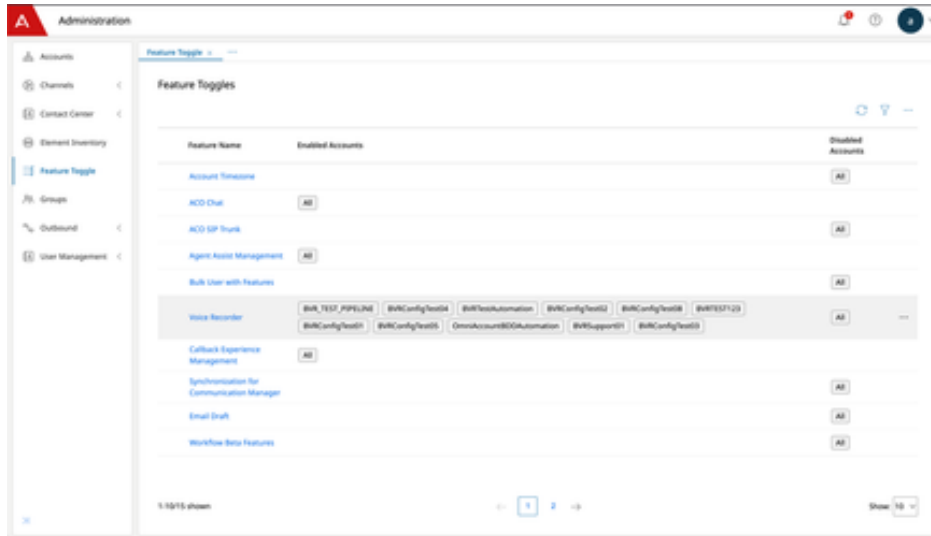 Administration
a
Accounts
Channels
Contact Center
Element Inventory
Feature Toggle
Groups
Outbound
User Management
Feature Toggle
Feature Toggles
Feature Name Enabled Accounts Disabled
Accounts
Account Timezone All
ACO Chat All
ACO SIP Trunk All
Agent Assist Management All
Bulk User with Features All
BVR_TEST_PIPELINE BVRConfigTest04 BVRTestAutomation BVRConfigTest02 BVRConfigTest08 BVRTEST123
Voice Recorder All
BVRConfigTest01 BVRConfigTest05 OmniAccountBDDAutomation BVRSupport01 BVRConfigTest03
Callback Experience
Management All
Synchronization for
Communication Manager All
Email Draft All
Workflow Beta Features All
1-10/15 shown 1 2 Show: 10